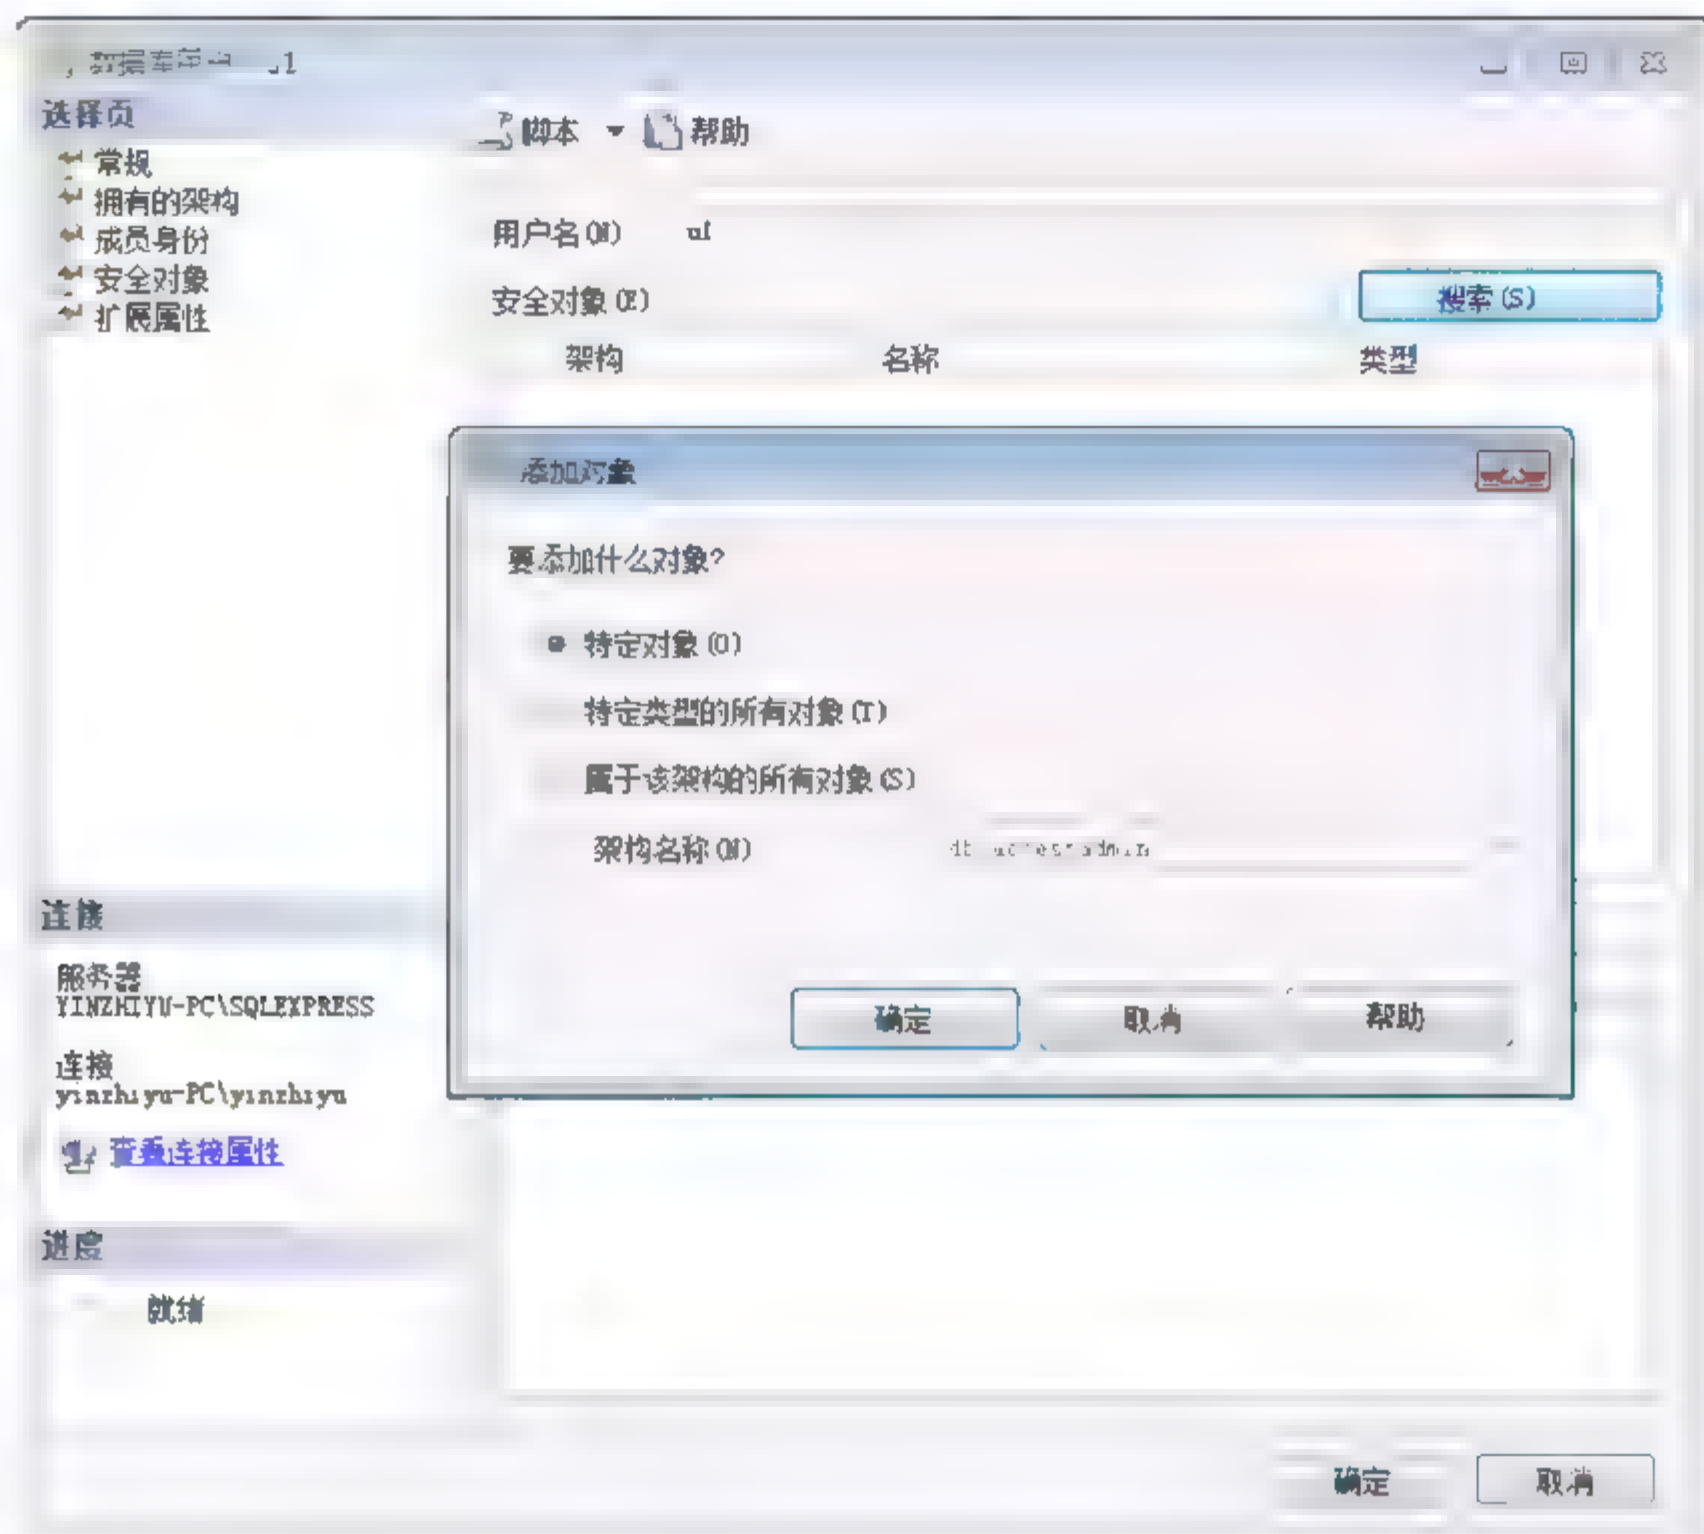 选择页
常规
拥有的架构
成员身份
安全对象
扩展属性
脚本 帮助
用户名(N)
安全对象(E)
搜索(S)
架构 名称 类型
添加对象
要添加什么对象?
特定对象(O)
特定类型的所有对象(T)
属于该架构的所有对象(S)
架构名称(N)
确定 取消 帮助
连接
服务器
YINZHIYU-PC\SQLEXPRESS
连接
yinzhiyu-PC\yinzhiyu
查看连接属性
进度
就绪
确定 取消